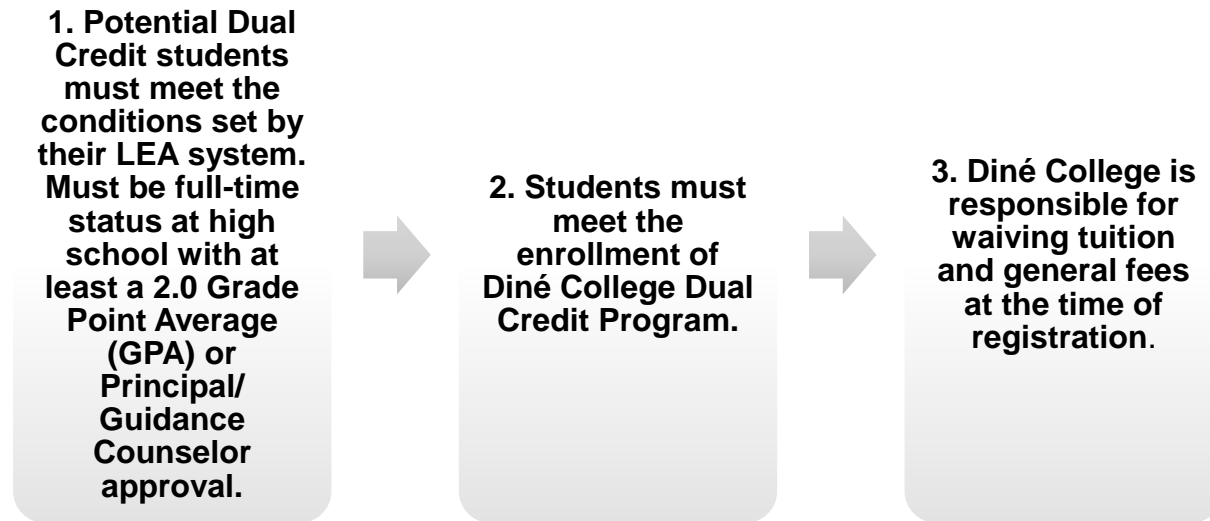 1. Potential Dual
Credit students
must meet the
conditions set by
their LEA system.
Must be full-time
status at high
school with at
least a 2.0 Grade
Point Average
(GPA) or
Principal/
Guidance
Counselor
approval.
2. Students must
meet the
enrollment of
Diné College Dual
Credit Program.
3. Diné College is
responsible for
waiving tuition
and general fees
at the time of
registration.